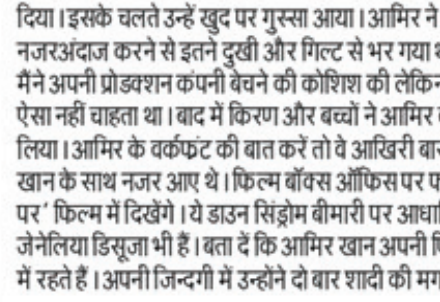 दिया । इसके चलते उन्हें खुद पर गुस्सा आया । आमिर ने
नजरअंदाज करने से इतने दुखी और गिल्ट से भर गया
मैंने अपनी प्रोडक्शन कंपनी बेचने की कोशिश की लेकिन
ऐसा नहीं चाहता था । बाद में किरण और बच्चों ने आमिर
लिया । आमिर के वर्कफ्रंट की बात करें तो वे आखिरी बार
खान के साथ नजर आए थे । फिल्म बॉक्स ऑफिस पर
पर ' फिल्म में दिखेंगे । ये डाउन सिंड्रोम बीमारी पर
जेनेलिया डिसूजा भी हैं । बता दें कि आमिर खान अपनी
में रहते हैं । अपनी जिन्दगी में उन्होंने दो बार शादी की